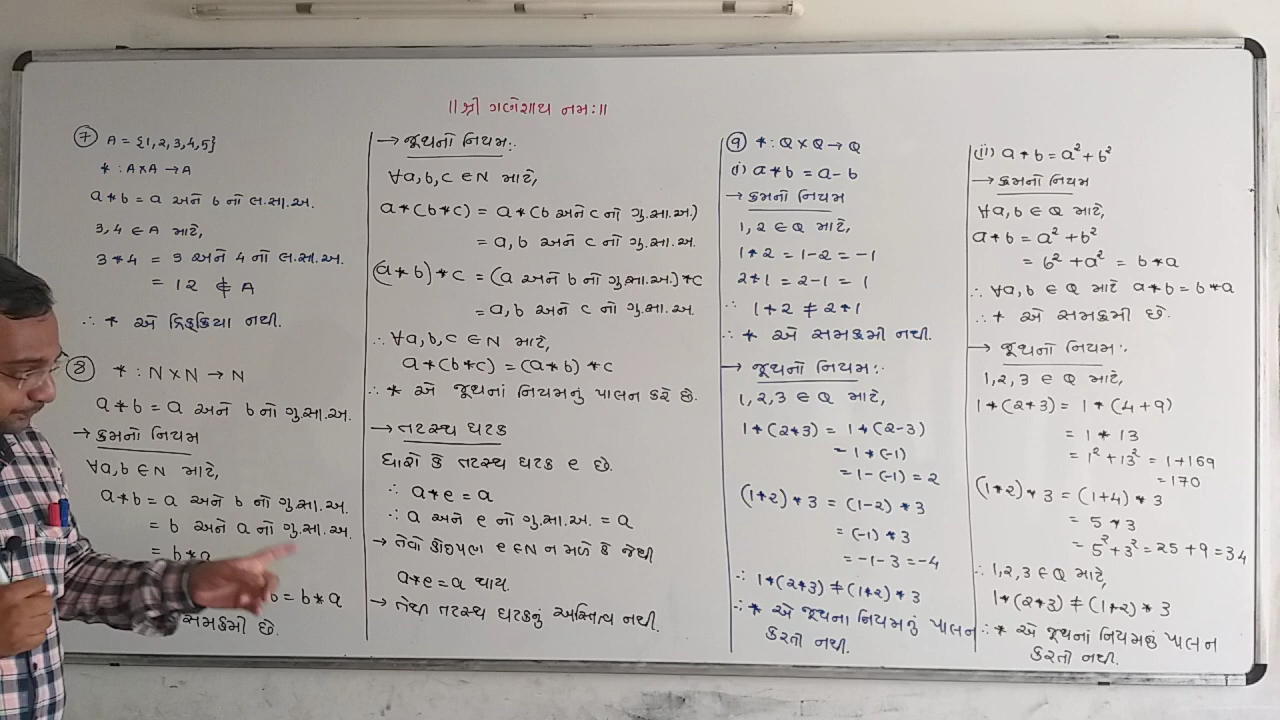 ॥ શ્રી ગણેશાય નમઃ॥
⑦ A = {1,2,3,4,5}
* : A×A → A
a*b = a અને b નો લ.સા.અ.
3,4 ∈ A માટે,
3*4 = 3 અને 4 નો લ.સા.અ.
= 12 ∉ A
∴ * એ દ્વિક્ક્રિયા નથી.
⑧ * : N×N → N
a*b = a અને b નો ગુ.સા.અ.
→ ક્રમનો નિયમ
∀a,b ∈ N માટે,
a*b = a અને b નો ગુ.સા.અ.
= b અને a નો ગુ.સા.અ.
= b*a
b = b*a
સમક્રમી છે.
→ જૂથનો નિયમ:
∀a,b,c ∈ N માટે,
a*(b*c) = a*(b અને c નો ગુ.સા.અ.)
= a,b અને c નો ગુ.સા.અ.
(a*b)*c = (a અને b નો ગુ.સા.અ.)*c
= a,b અને c નો ગુ.સા.અ.
∴ ∀a,b,c ∈ N માટે,
a*(b*c) = (a*b)*c
∴ * એ જૂથનાં નિયમનું પાલન કરે છે.
→ તટસ્થ ઘટક
ધારો કે તટસ્થ ઘટક e છે.
∴ a*e = a
∴ a અને e નો ગુ.સા.અ. = a
→ તેવો કોઇપણ e ∈ N ન મળે કે જેથી
a*e = a થાય.
→ તેથી તટસ્થ ઘટકનું અસ્તિત્વ નથી.
⑨ * : Q×Q → Q
(i) a*b = a-b
→ ક્રમનો નિયમ
1,2 ∈ Q માટે,
1*2 = 1-2 = -1
2*1 = 2-1 = 1
∴ 1*2 ≠ 2*1
∴ * એ સમક્રમી નથી.
→ જૂથનો નિયમ:
1,2,3 ∈ Q માટે,
1*(2*3) = 1*(2-3)
= 1*(-1)
= 1-(-1) = 2
(1*2)*3 = (1-2)*3
= (-1)*3
= -1-3 = -4
∴ 1*(2*3) ≠ (1*2)*3
∴ * એ જૂથના નિયમનું પાલન
કરતો નથી.
(ii) a*b = a²+b²
→ ક્રમનો નિયમ
∀a,b ∈ Q માટે,
a*b = a²+b²
= b²+a² = b*a
∴ ∀a,b ∈ Q માટે a*b = b*a
∴ * એ સમક્રમી છે.
→ જૂથનો નિયમ:
1,2,3 ∈ Q માટે,
1*(2*3) = 1*(4+9)
= 1*13
= 1²+13² = 1+169
= 170
(1*2)*3 = (1+4)*3
= 5*3
= 5²+3² = 25+9 = 34
∴ 1,2,3 ∈ Q માટે,
1*(2*3) ≠ (1*2)*3
∴ * એ જૂથનાં નિયમનું પાલન
કરતો નથી.